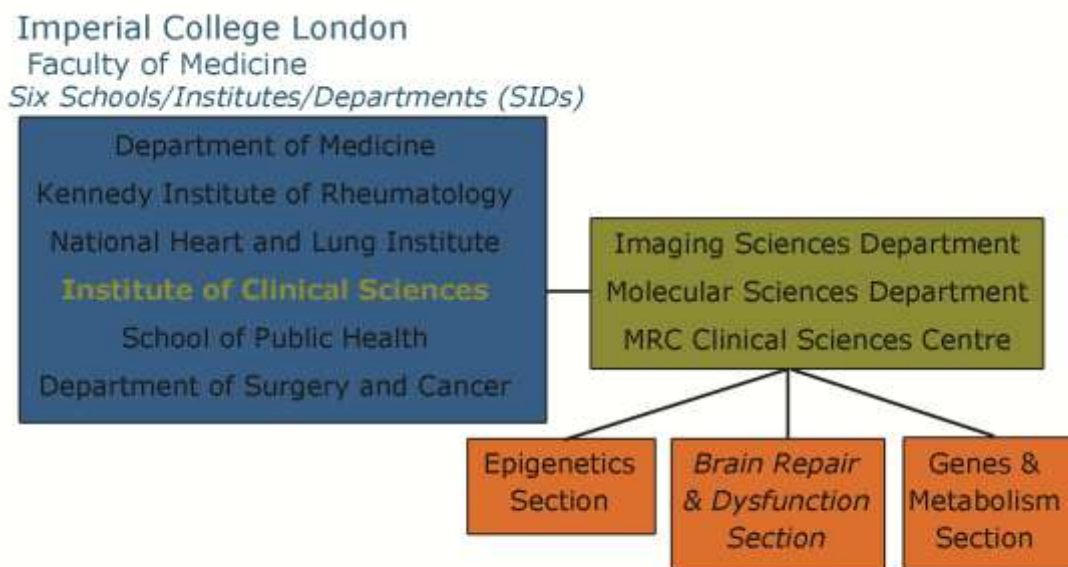 Imperial College London
Faculty of Medicine
Six Schools/Institutes/Departments (SIDs)
Department of Medicine
Kennedy Institute of Rheumatology
National Heart and Lung Institute
Institute of Clinical Sciences
School of Public Health
Department of Surgery and Cancer
Imaging Sciences Department
Molecular Sciences Department
MRC Clinical Sciences Centre
Epigenetics
Section
Brain Repair
& Dysfunction
Section
Genes &
Metabolism
Section